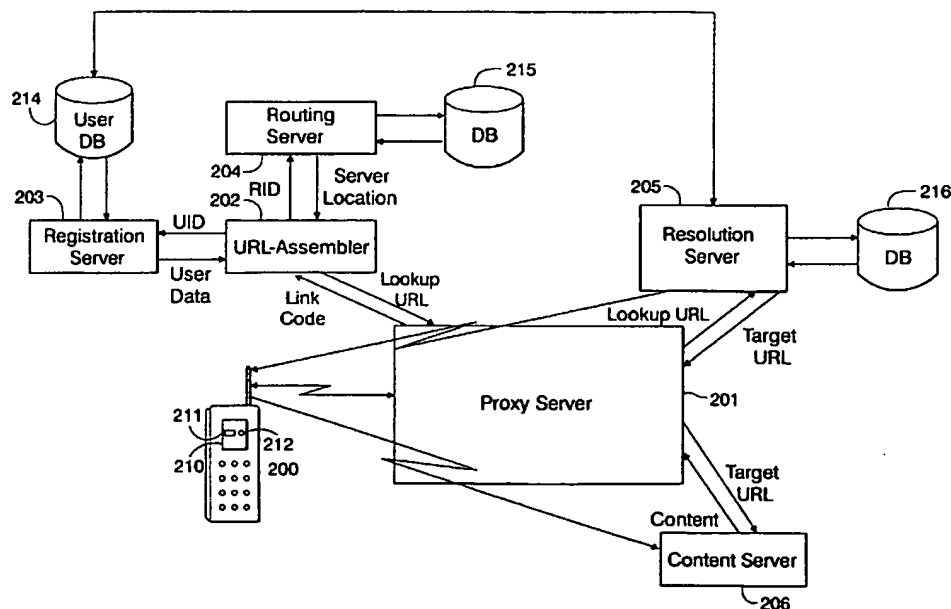 214
User
DB
215
Routing
Server
DB
204
RID
Server
Location
203
202
UID
Registration
Server
URL-Assembler
User
Data
Link
Code
Lookup
URL
205
Resolution
Server
216
DB
Lookup URL
Target
URL
Proxy Server
201
211
212
210
200
Target
URL
Content
Content Server
206